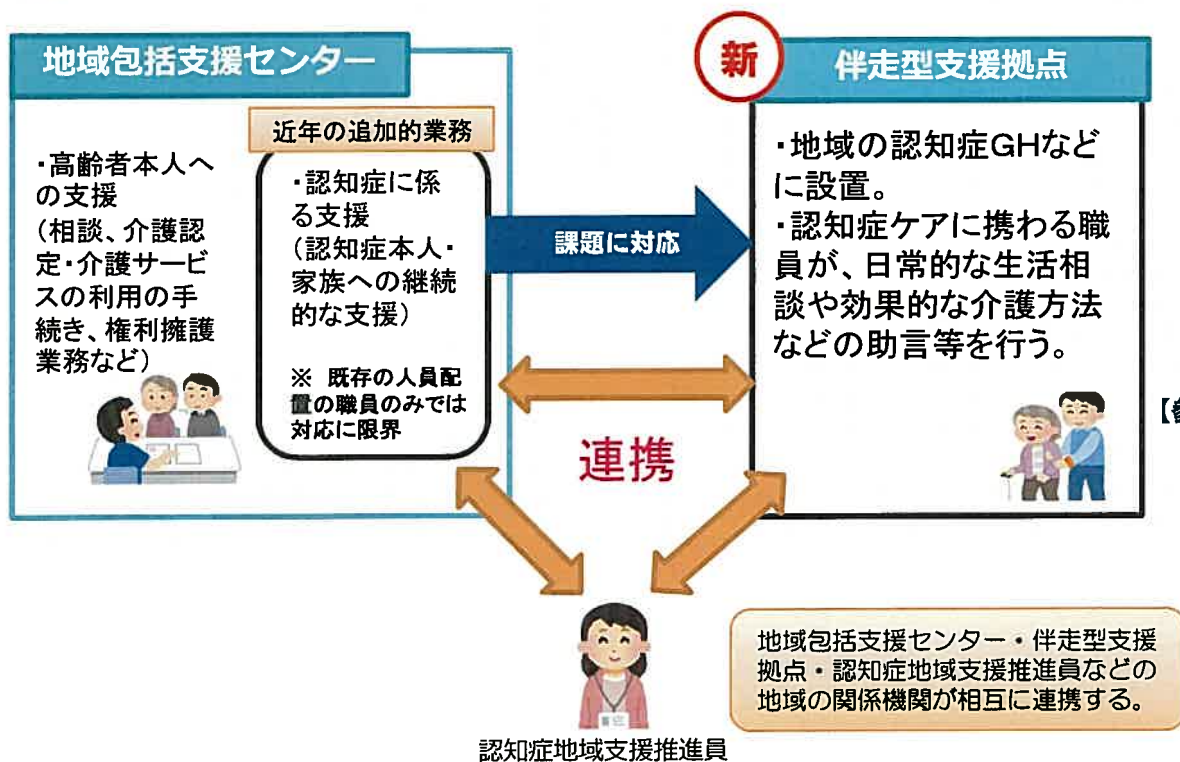 地域包括支援センター
・高齢者本人へ
の支援
(相談、介護認
定・介護サービ
スの利用の手
続き、権利擁護
業務など)
近年の追加的業務
・認知症に係
る支援
(認知症本人・
家族への継続
的な支援)
※ 既存の人員配
置の職員のみでは
対応に限界
課題に対応
新
伴走型支援拠点
・地域の認知症GHなど
に設置。
・認知症ケアに携わる職
員が、日常的な生活相
談や効果的な介護方法
などの助言等を行う。
連携
認知症地域支援推進員
地域包括支援センター・伴走型支援
拠点・認知症地域支援推進員などの
地域の関係機関が相互に連携する。